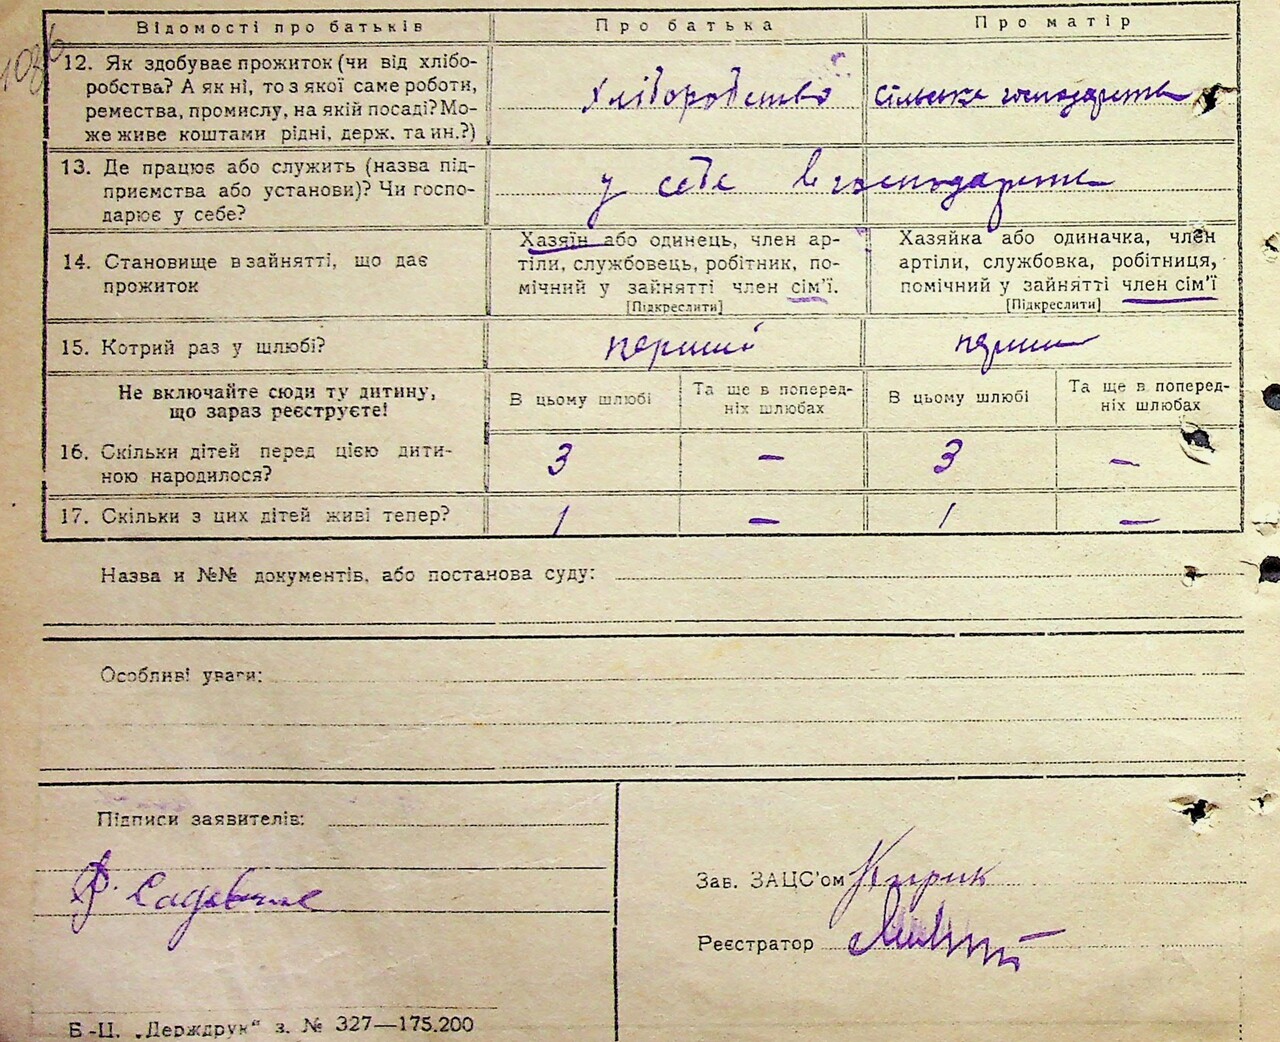 Відомості про батьків Про батька Про матір
12. Як здобуває прожиток (чи від хлібо-
робства? А як ні, то з якої саме роботи,
ремества, промислу, на якій посаді? Мо-
же живе коштами рідні, держ. та ин.?)
Хліборобство сільське господарство
13. Де працює або служить (назва під-
приємства або установи)? Чи госпо-
дарює у себе?
у себе в господарстві
14. Становище в зайнятті, що дає
прожиток
Хазяїн або одинець, член ар-
тіли, службовець, робітник, по-
мічний у зайнятті член сім'ї.
[Підкреслити]
Хазяйка або одиначка, член
артіли, службовка, робітниця,
помічний у зайнятті член сім'ї
[Підкреслити]
15. Котрий раз у шлюбі? перший перший
Не включайте сюди ту дитину,
що зараз реєструєте!
В цьому шлюбі
Та ще в поперед-
ніх шлюбах
В цьому шлюбі
Та ще в поперед-
ніх шлюбах
16. Скільки дітей перед цією дити-
ною народилося?
3 — 3 —
17. Скільки з цих дітей живі тепер? 1 — 1 —
Назва и №№ документів, або постанова суду:
Особливі уваги:
Підписи заявителів:
Зав. ЗАЦС'ом
Реєстратор
Б-Ц. „Держдрук" з. № 327—175.200